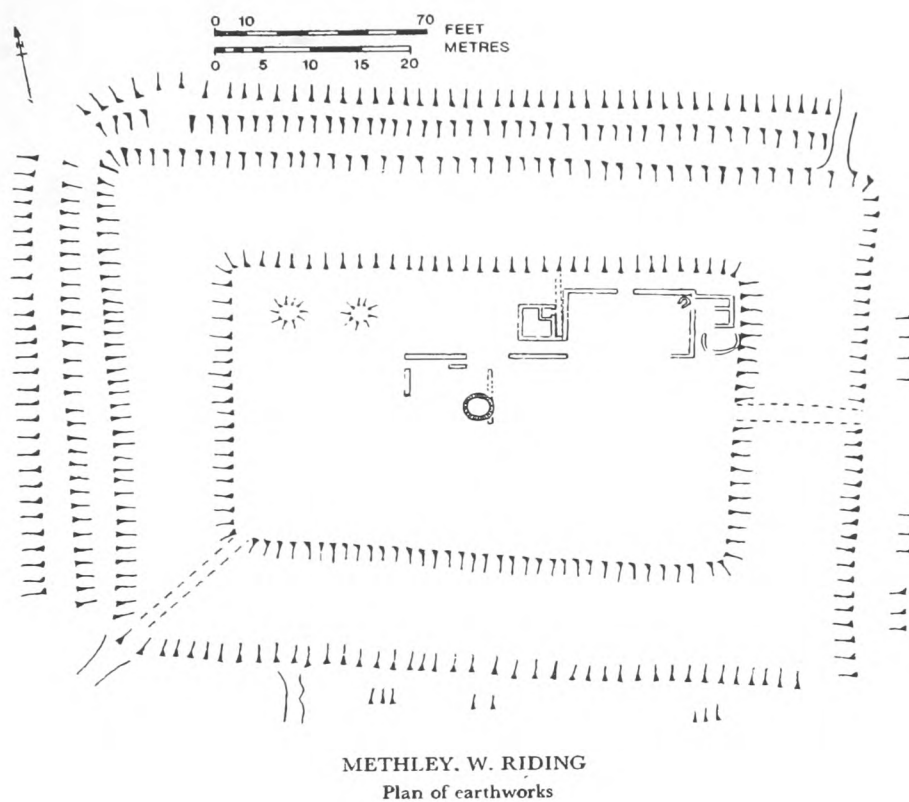 0 10 70 FEET
METRES
0 5 10 15 20
N
METHLEY. W. RIDING
Plan of earthworks